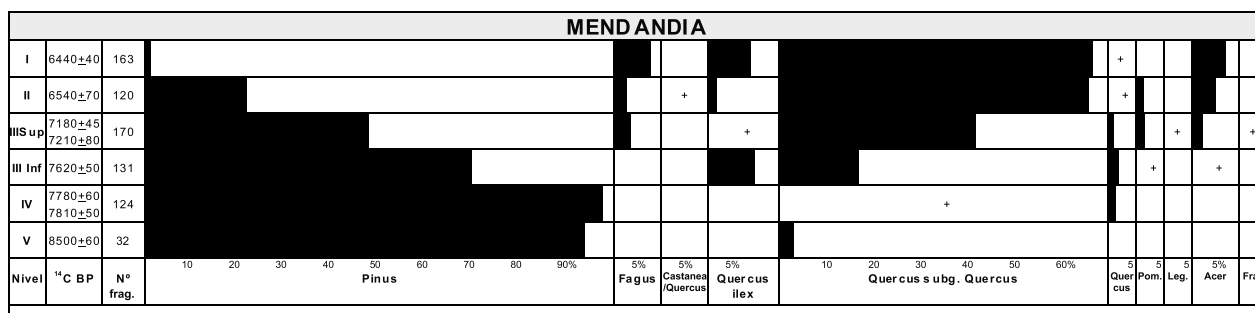 MENDANDIA
I 6440±40 163 +
II 6540±70 120 + +
IIISup 7180±45 7210±80 170 + + +
III Inf 7620±50 131 + +
IV 7780±60 7810±50 124 +
V 8500±60 32
10 20 30 40 50 60 70 80 90% 5% 5% 5% 10 20 30 40 50 60% 5 5 5 5%
Nivel 14C BP Nº frag. Pinus Fagus Castanea /Quercus Quercus ilex Quercus subg. Quercus Quercus Pom. Leg. Acer